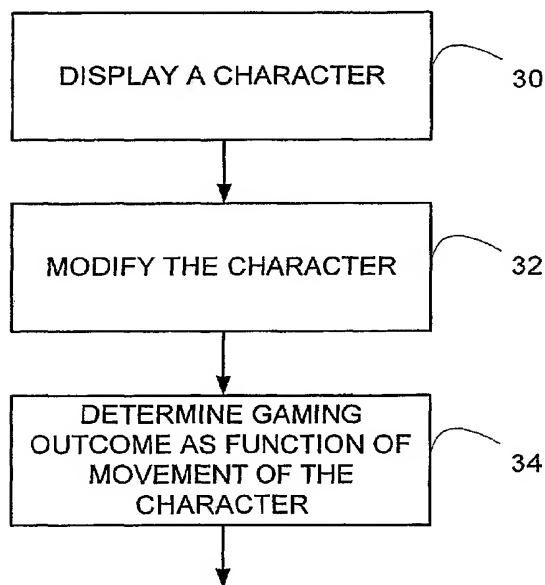 DISPLAY A CHARACTER
30
MODIFY THE CHARACTER
32
DETERMINE GAMING
OUTCOME AS FUNCTION OF
MOVEMENT OF THE
CHARACTER
34